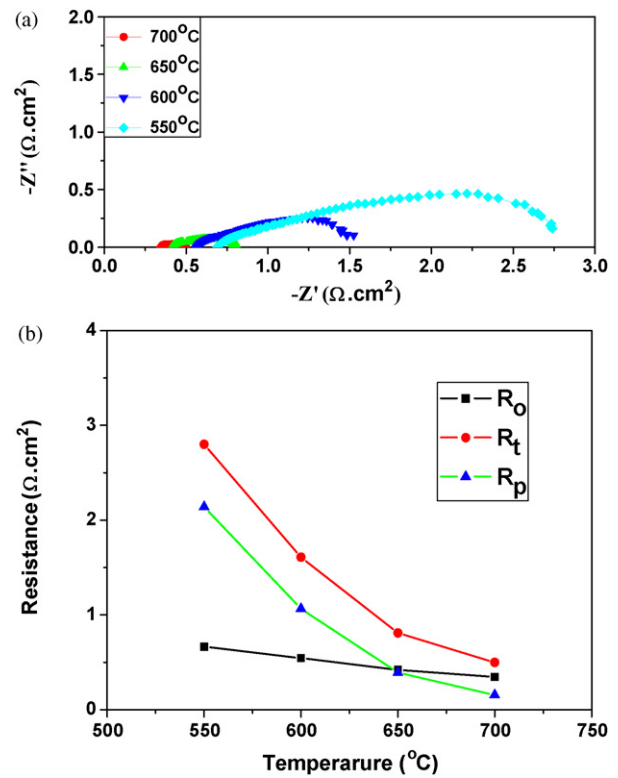 (a)
2.0
1.5
1.0
0.5
0.0
-Z'' (Ω.cm²)
700°C
650°C
600°C
550°C
0.0 0.5 1.0 1.5 2.0 2.5 3.0
-Z' (Ω.cm²)
(b)
4
3
2
1
0
Resistance (Ω.cm²)
Rₒ
Rₜ
Rₚ
500 550 600 650 700 750
Temperarure (°C)